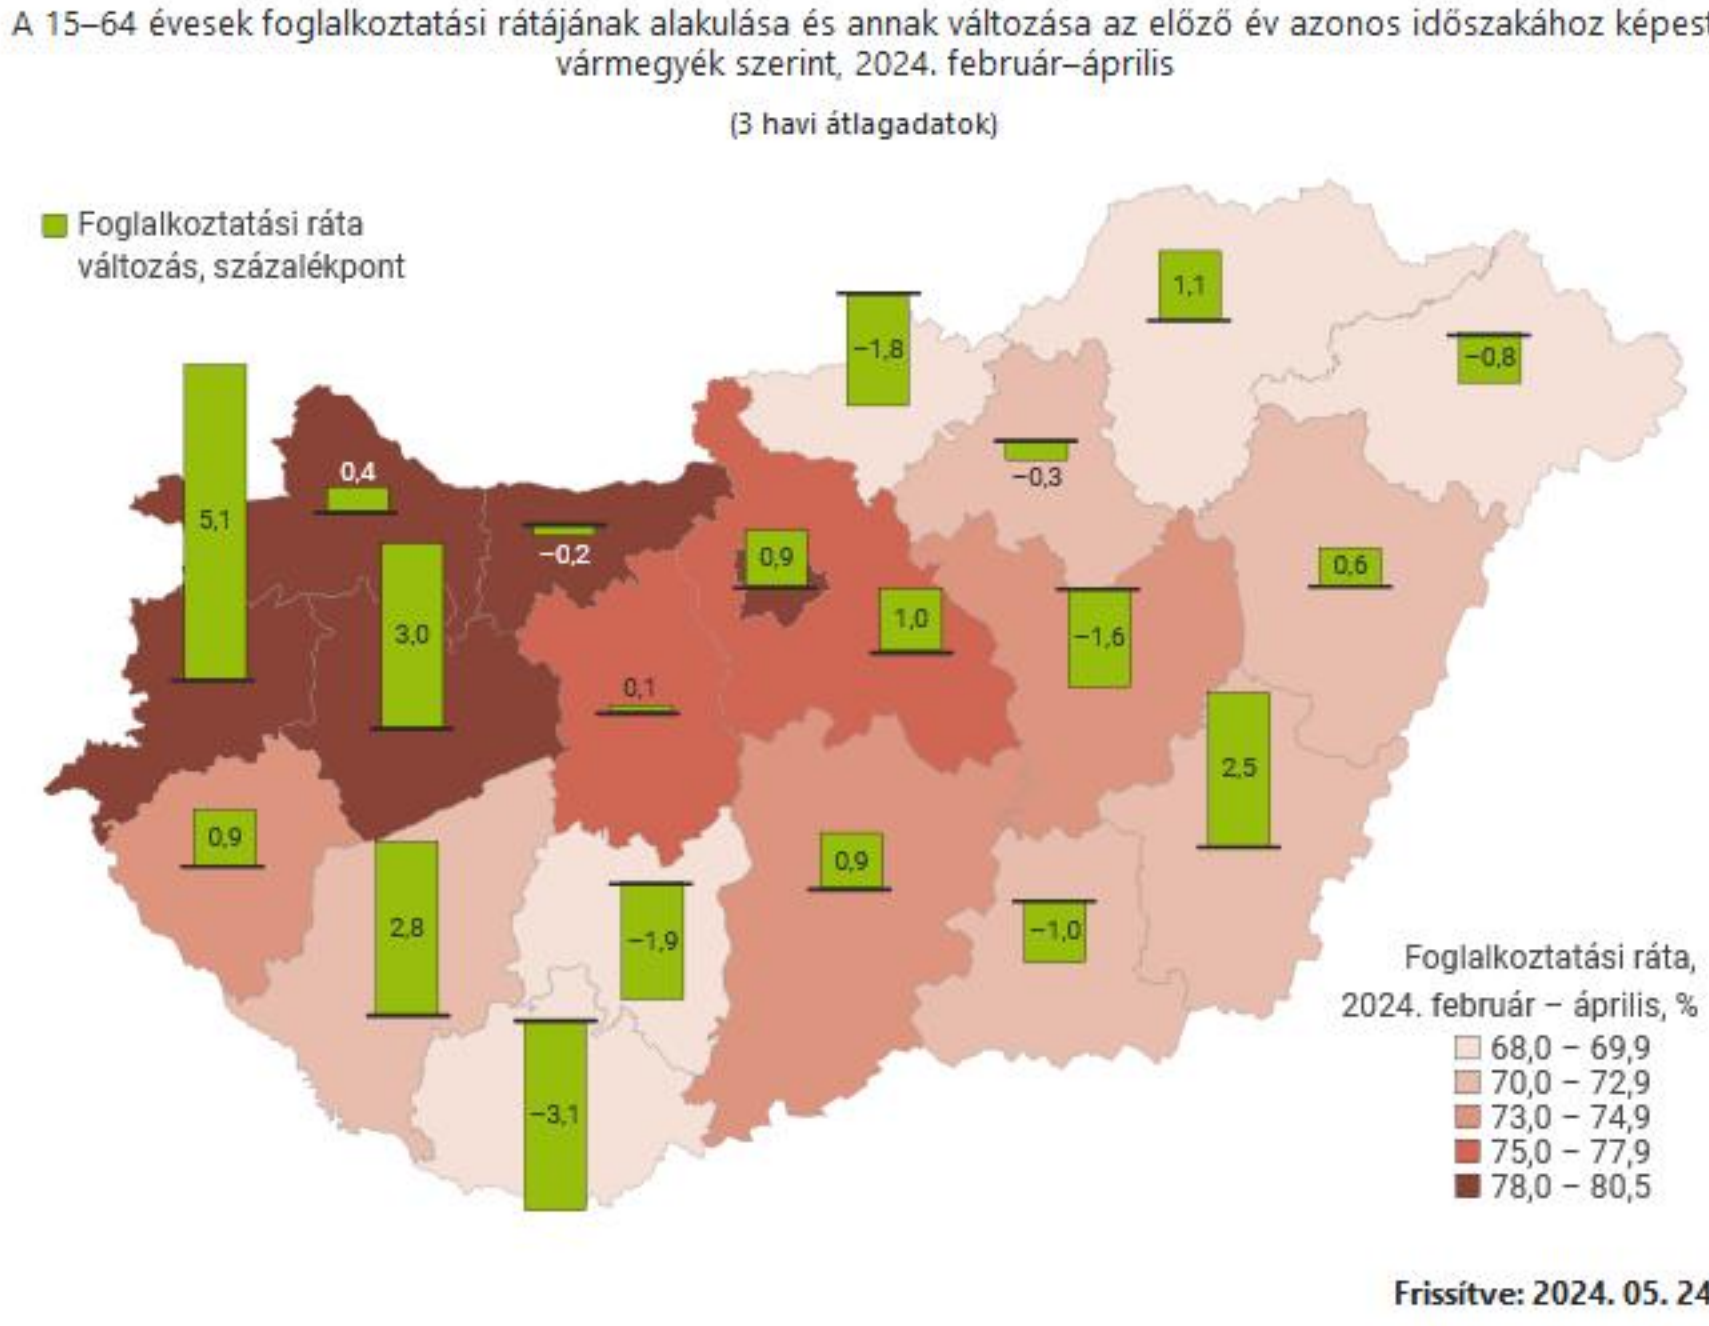 A 15–64 évesek foglalkoztatási rátájának alakulása és annak változása az előző év azonos időszakához képest
vármegyék szerint, 2024. február–április
(3 havi átlagadatok)
Foglalkoztatási ráta
változás, százalékpont
1,1
−1,8
−0,8
0,4
−0,3
5,1
−0,2
0,9
0,6
3,0
1,0
−1,6
0,1
2,5
0,9
0,9
2,8
−1,9
−1,0
−3,1
Foglalkoztatási ráta,
2024. február – április, %
68,0 – 69,9
70,0 – 72,9
73,0 – 74,9
75,0 – 77,9
78,0 – 80,5
Frissítve: 2024. 05. 24